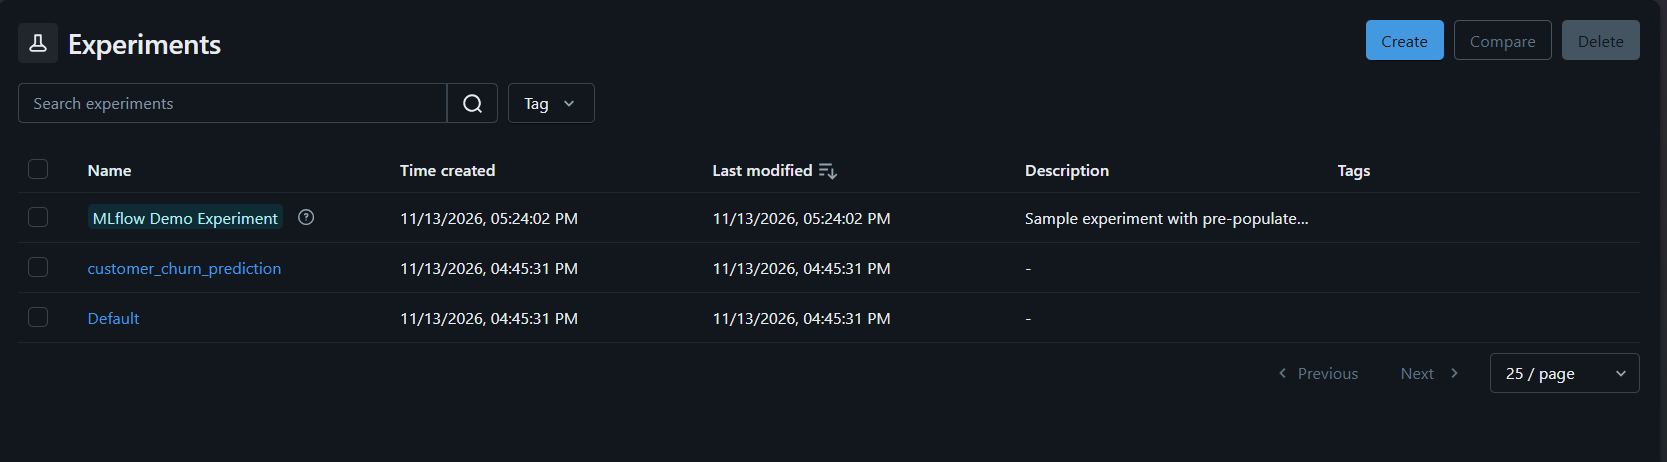 Experiments
Create Compare Delete
Search experiments Tag
Name Time created Last modified Description Tags
MLflow Demo Experiment 11/13/2026, 05:24:02 PM 11/13/2026, 05:24:02 PM Sample experiment with pre-populate...
customer_churn_prediction 11/13/2026, 04:45:31 PM 11/13/2026, 04:45:31 PM -
Default 11/13/2026, 04:45:31 PM 11/13/2026, 04:45:31 PM -
Previous Next 25 / page